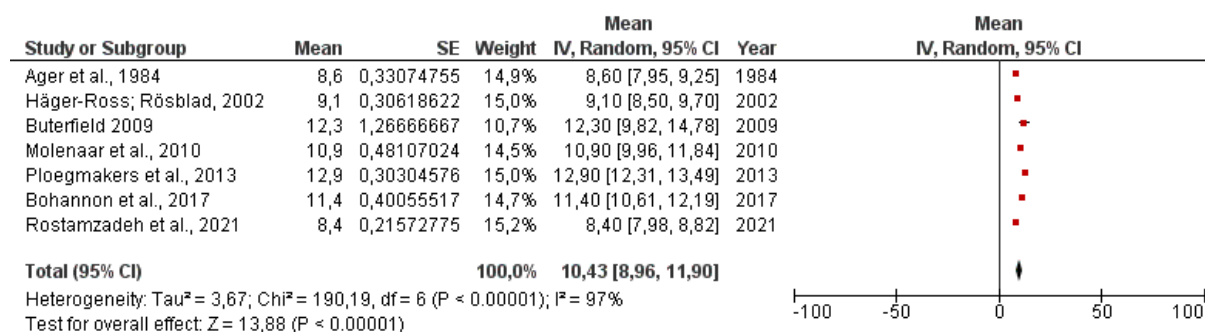 Mean Mean
Study or Subgroup Mean SE Weight IV, Random, 95% CI Year IV, Random, 95% CI
Ager et al., 1984 8,6 0,33074755 14,9% 8,60 [7,95, 9,25] 1984
Häger-Ross; Rösblad, 2002 9,1 0,30618622 15,0% 9,10 [8,50, 9,70] 2002
Buterfield 2009 12,3 1,26666667 10,7% 12,30 [9,82, 14,78] 2009
Molenaar et al., 2010 10,9 0,48107024 14,5% 10,90 [9,96, 11,84] 2010
Ploegmakers et al., 2013 12,9 0,30304576 15,0% 12,90 [12,31, 13,49] 2013
Bohannon et al., 2017 11,4 0,40055517 14,7% 11,40 [10,61, 12,19] 2017
Rostamzadeh et al., 2021 8,4 0,21572775 15,2% 8,40 [7,98, 8,82] 2021
Total (95% CI) 100,0% 10,43 [8,96, 11,90]
Heterogeneity: Tau² = 3,67; Chi² = 190,19, df = 6 (P < 0.00001); I² = 97%
Test for overall effect: Z = 13,88 (P < 0.00001)
-100 -50 0 50 100